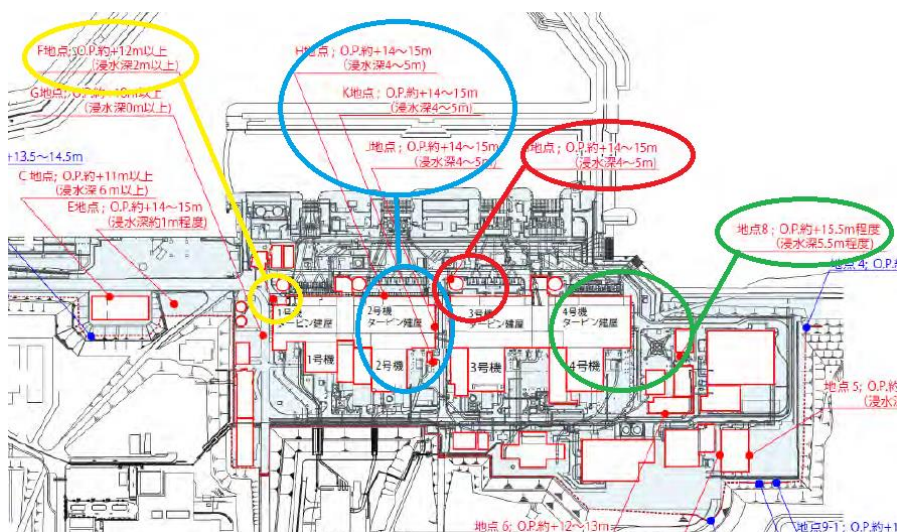 F地点; O.P.約+12m以上
(浸水深2m以上)
G地点; O.P.約+10m以上
(浸水深0m以上)
H地点; O.P.約+14～15m
(浸水深4～5m)
K地点; O.P.約+14～15m
(浸水深4～5m)
J地点; O.P.約+14～15m
(浸水深4～5m)
地点; O.P.約+14～15m
(浸水深4～5m)
+13.5～14.5m
C 地点; O.P.約+11m以上
(浸水深６m以上)
E地点; O.P.約+14～15m
(浸水深約1m程度)
地点8; O.P.約+15.5m程度
(浸水深5.5m程度)
地点 4; O.P.約
1号機
タービン建屋
2号機
タービン建屋
3号機
タービン建屋
4号機
タービン建屋
1号機
2号機
3号機
4号機
地点 5; O.P.約
(浸水深
地点 6; O.P.約+12～13m
地点9-1; O.P.約+1